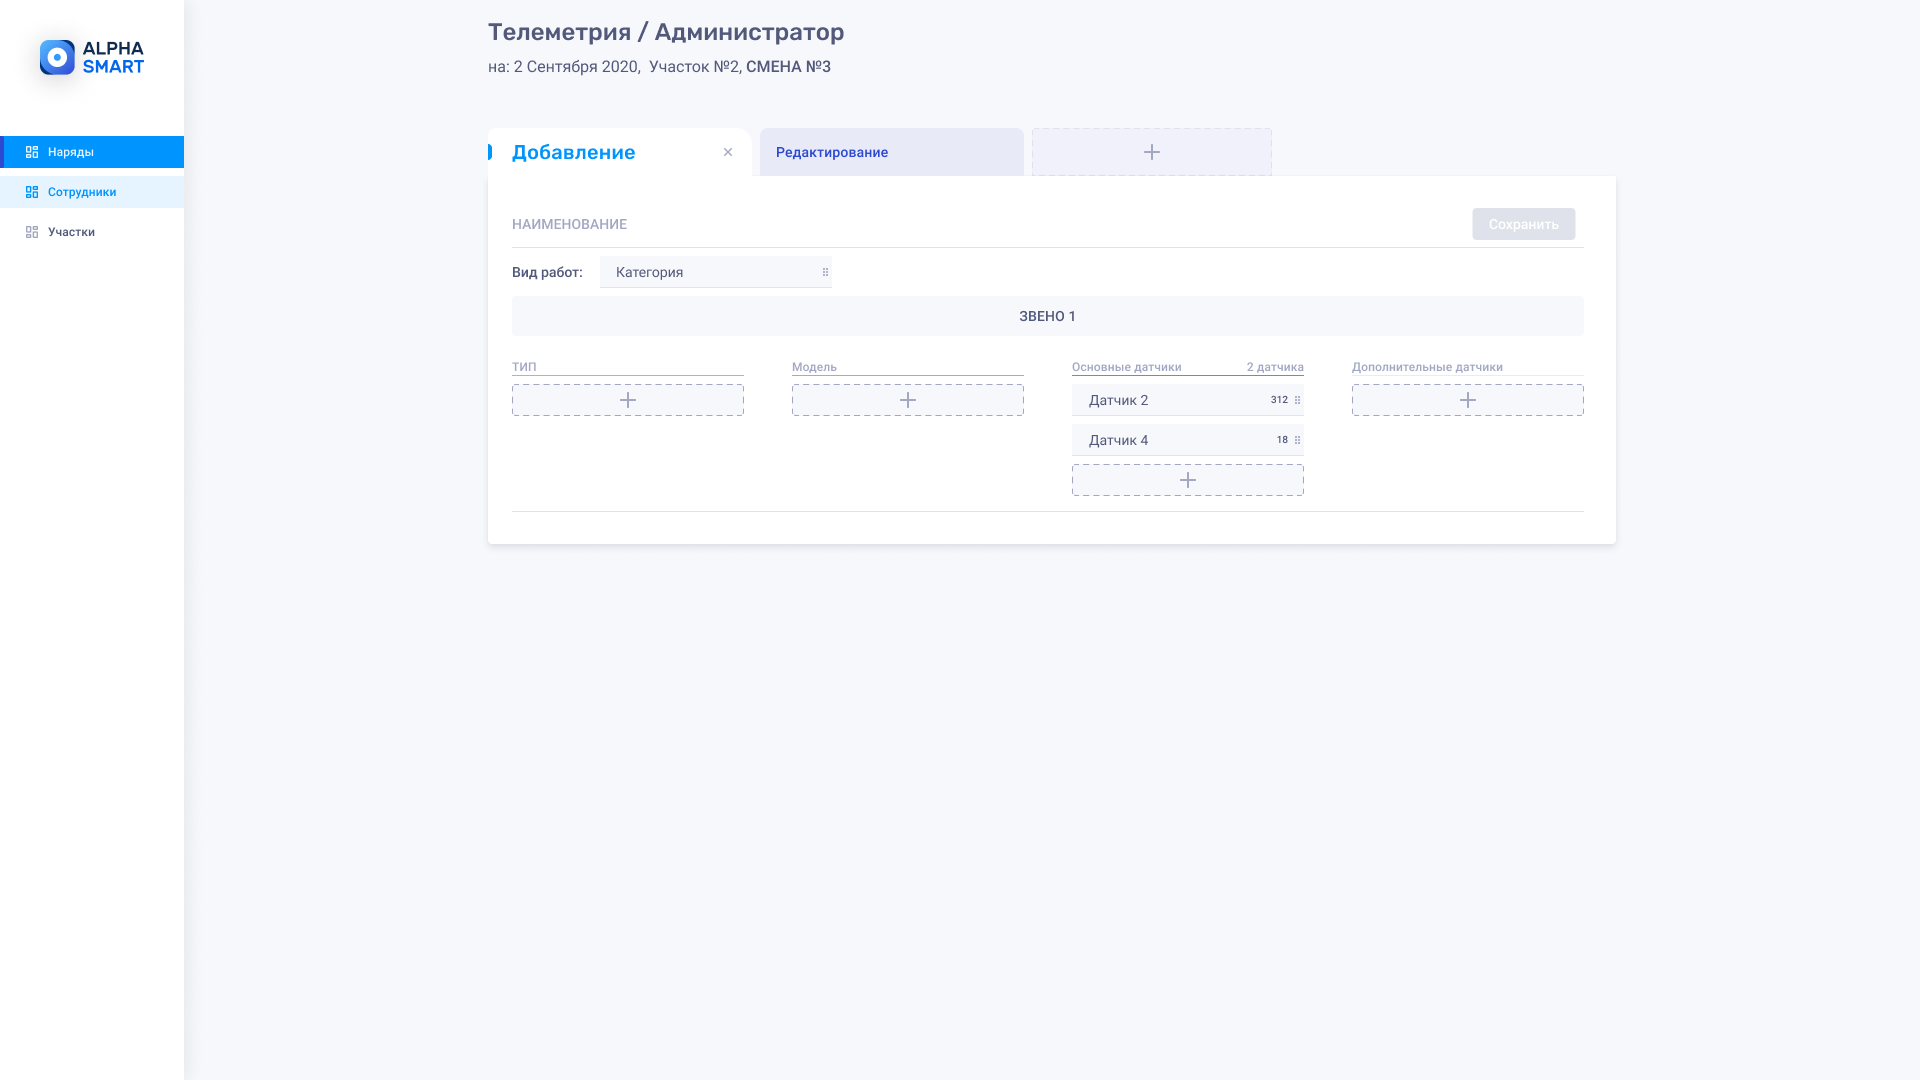 ALPHA
SMART
Наряды
Сотрудники
Участки
Телеметрия / Администратор
на: 2 Сентября 2020, Участок №2, СМЕНА №3
Добавление
Редактирование
НАИМЕНОВАНИЕ
Сохранить
Вид работ: Категория
ЗВЕНО 1
ТИП
Модель
Основные датчики 2 датчика
Датчик 2 312
Датчик 4 18
Дополнительные датчики